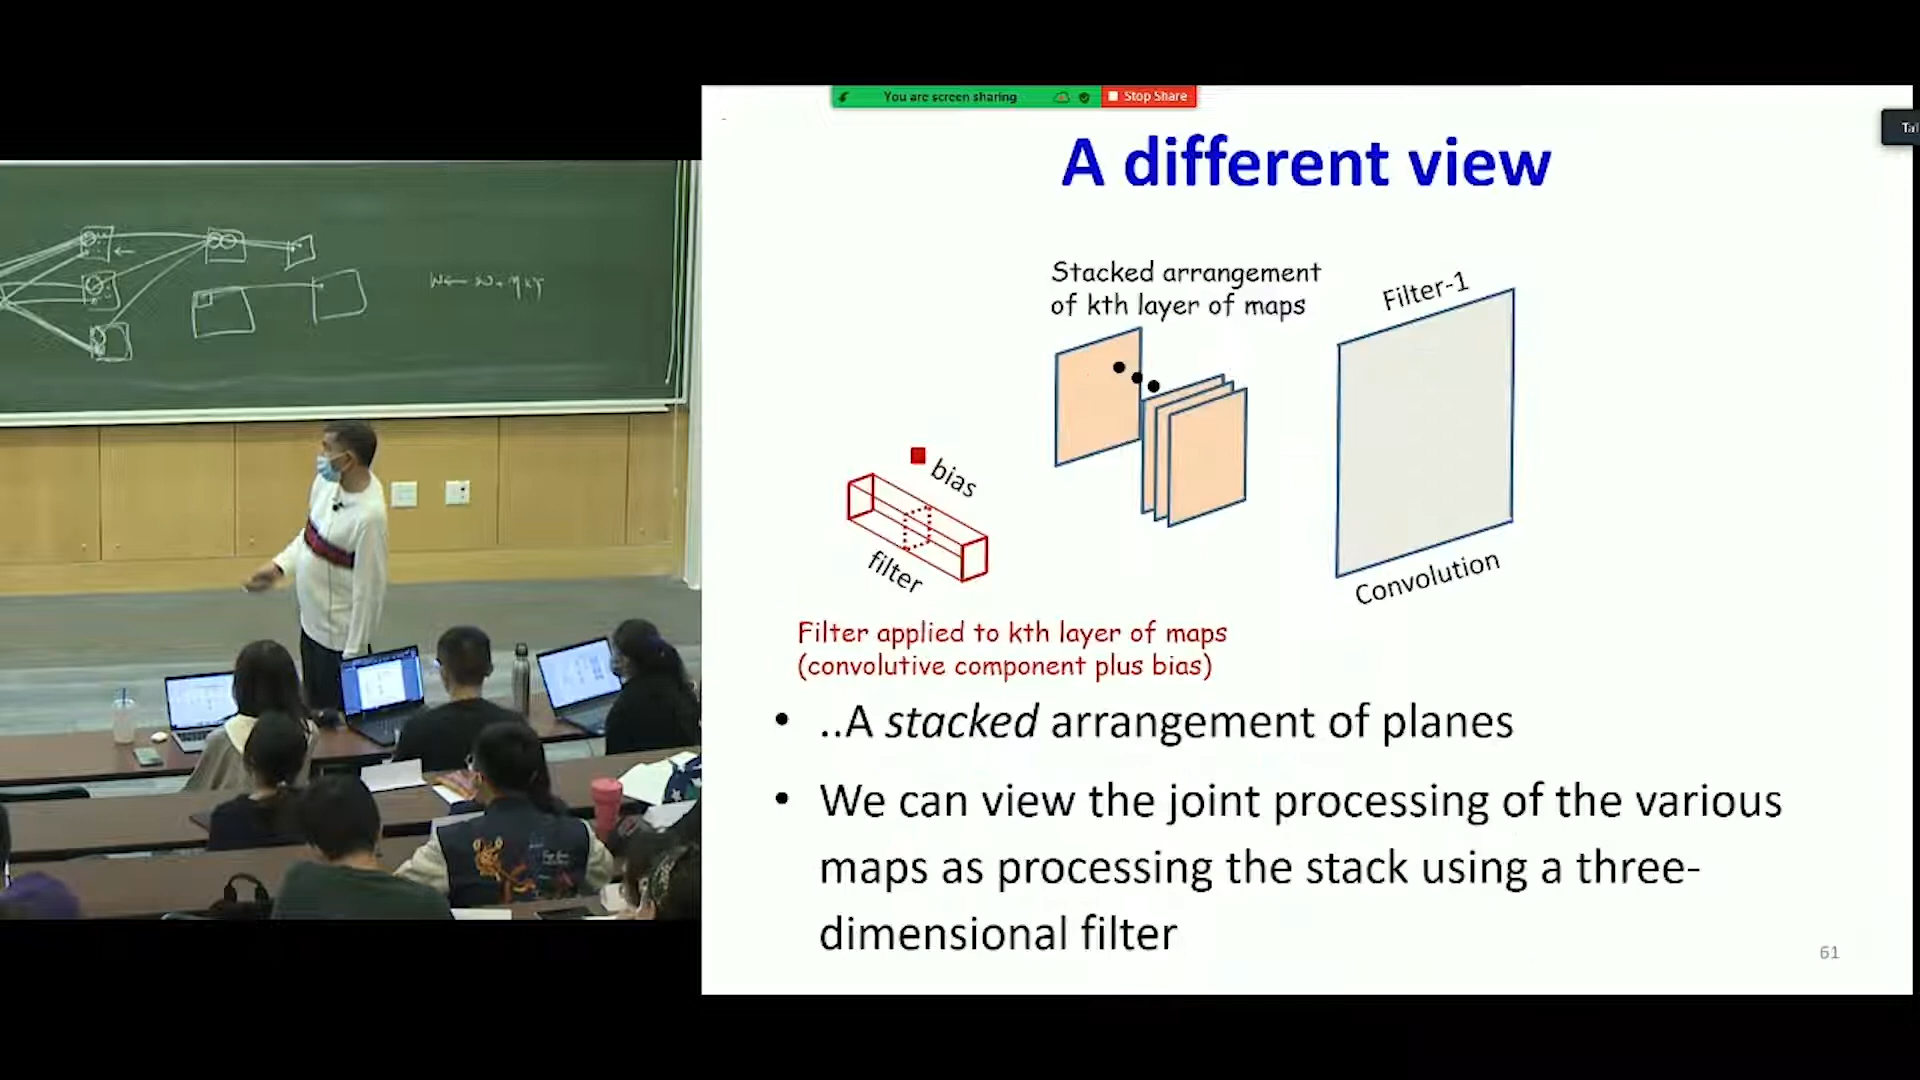 You are screen sharing
Stop Share
A different view
Stacked arrangement
of kth layer of maps
Filter-1
bias
filter
Convolution
Filter applied to kth layer of maps
(convolutive component plus bias)
• ..A stacked arrangement of planes
• We can view the joint processing of the various
maps as processing the stack using a three-
dimensional filter
61